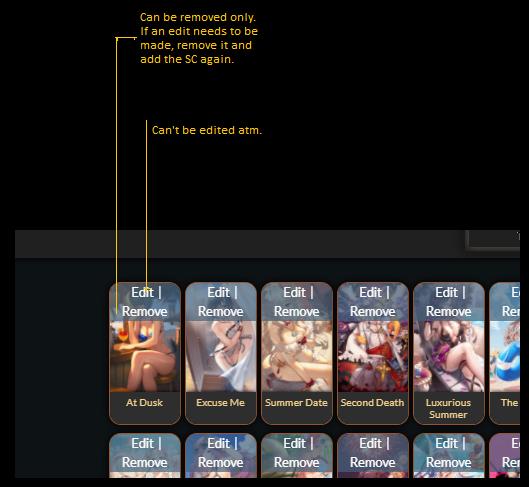 Can be removed only.
If an edit needs to be
made, remove it and
add the SC again.
Can't be edited atm.
Edit |
Remove
Edit |
Remove
Edit |
Remove
Edit |
Remove
Edit |
Remove
Remove
At Dusk
Excuse Me
Summer Date
Second Death
Luxurious
Summer
The
Edit |
Remove
Edit |
Remove
Edit |
Remove
Edit |
Remove
Edit |
Remove